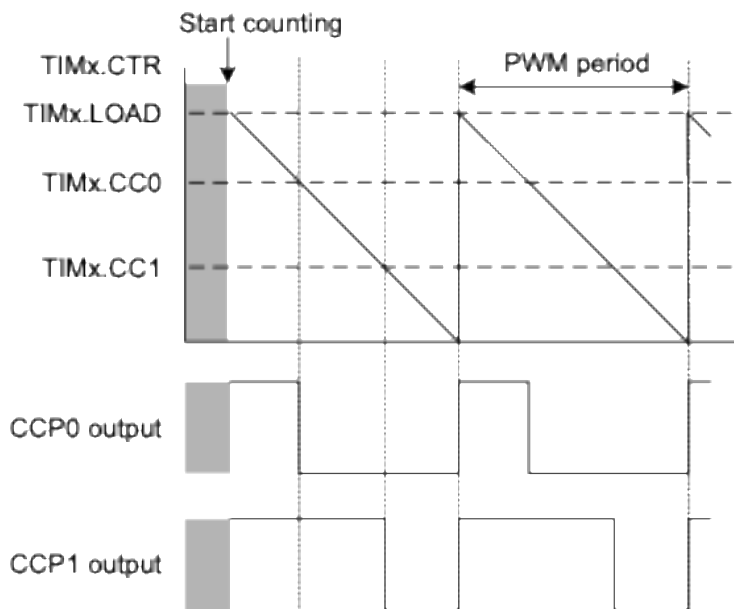 Start counting
TIMx.CTR
PWM period
TIMx.LOAD
TIMx.CC0
TIMx.CC1
CCP0 output
CCP1 output